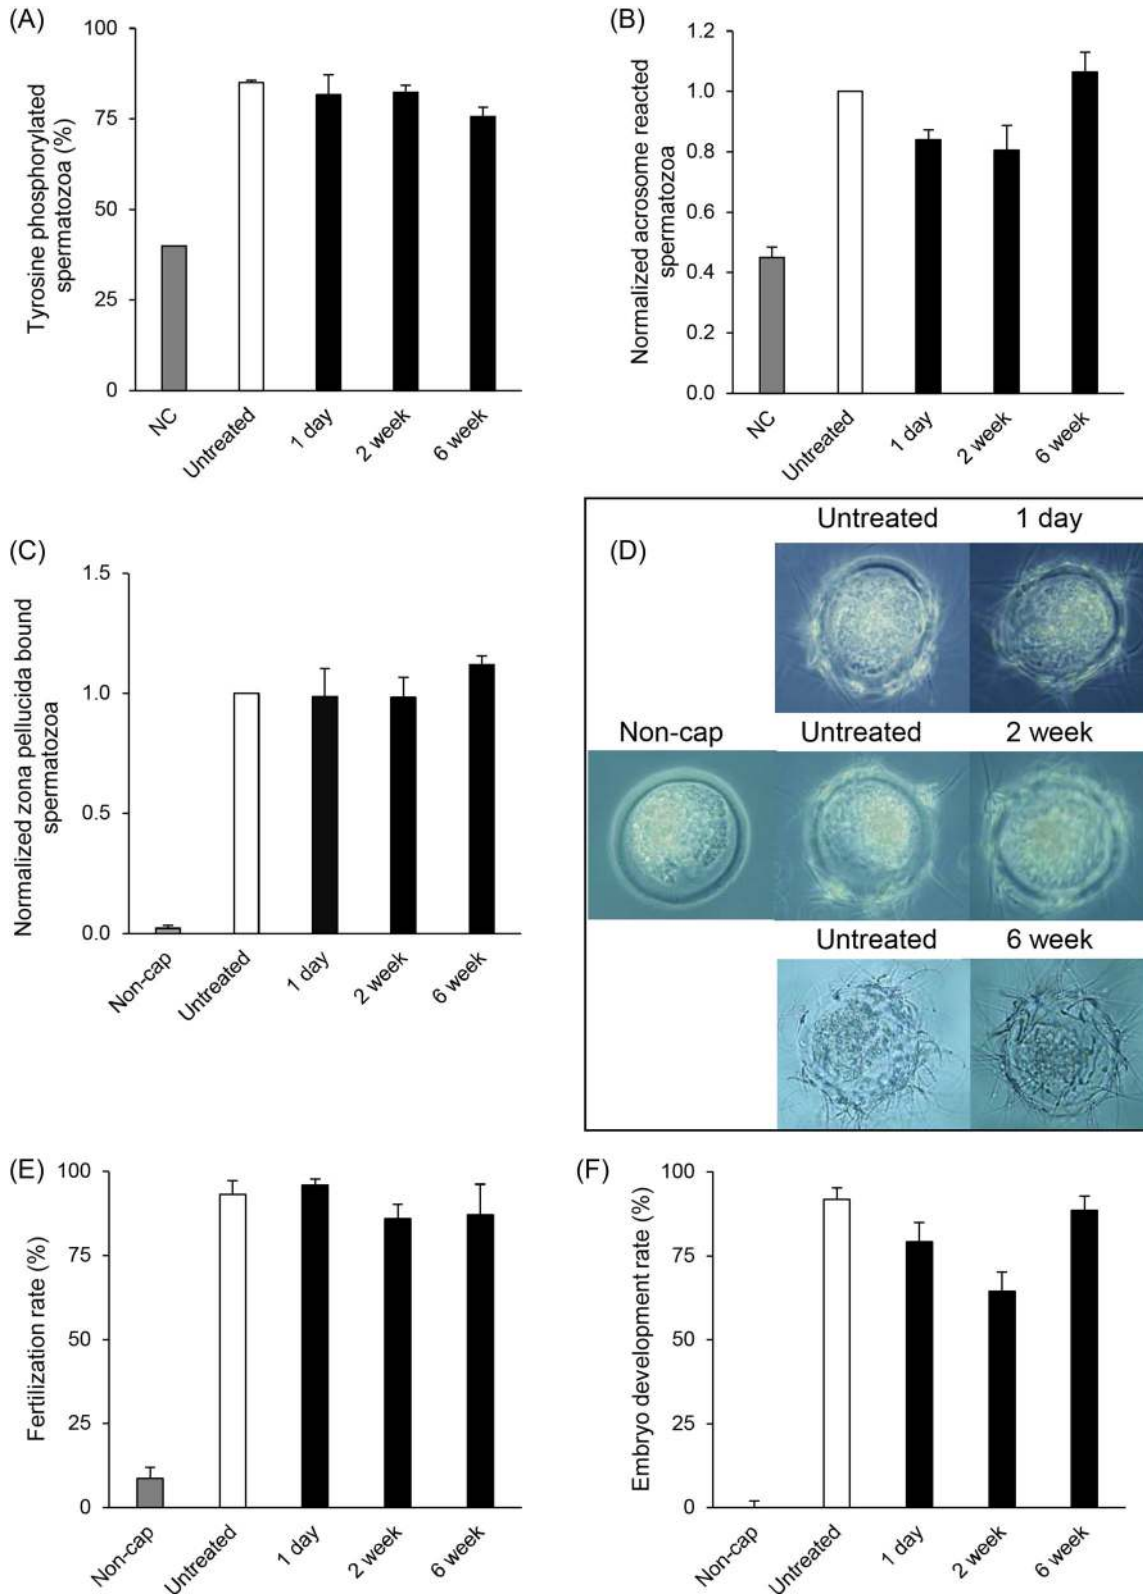 (A)
100
75
50
25
0
Tyrosine phosphorylated
spermatozoa (%)
NC
Untreated
1 day
2 week
6 week
(B)
1.2
1.0
0.8
0.6
0.4
0.2
0.0
Normalized acrosome reacted
spermatozoa
NC
Untreated
1 day
2 week
6 week
(C)
1.5
1.0
0.5
0.0
Normalized zona pellucida bound
spermatozoa
Non-cap
Untreated
1 day
2 week
6 week
(D)
Untreated 1 day
Non-cap Untreated 2 week
Untreated 6 week
(E)
100
75
50
25
0
Fertilization rate (%)
Non-cap
Untreated
1 day
2 week
6 week
(F)
100
75
50
25
0
Embryo development rate (%)
Non-cap
Untreated
1 day
2 week
6 week